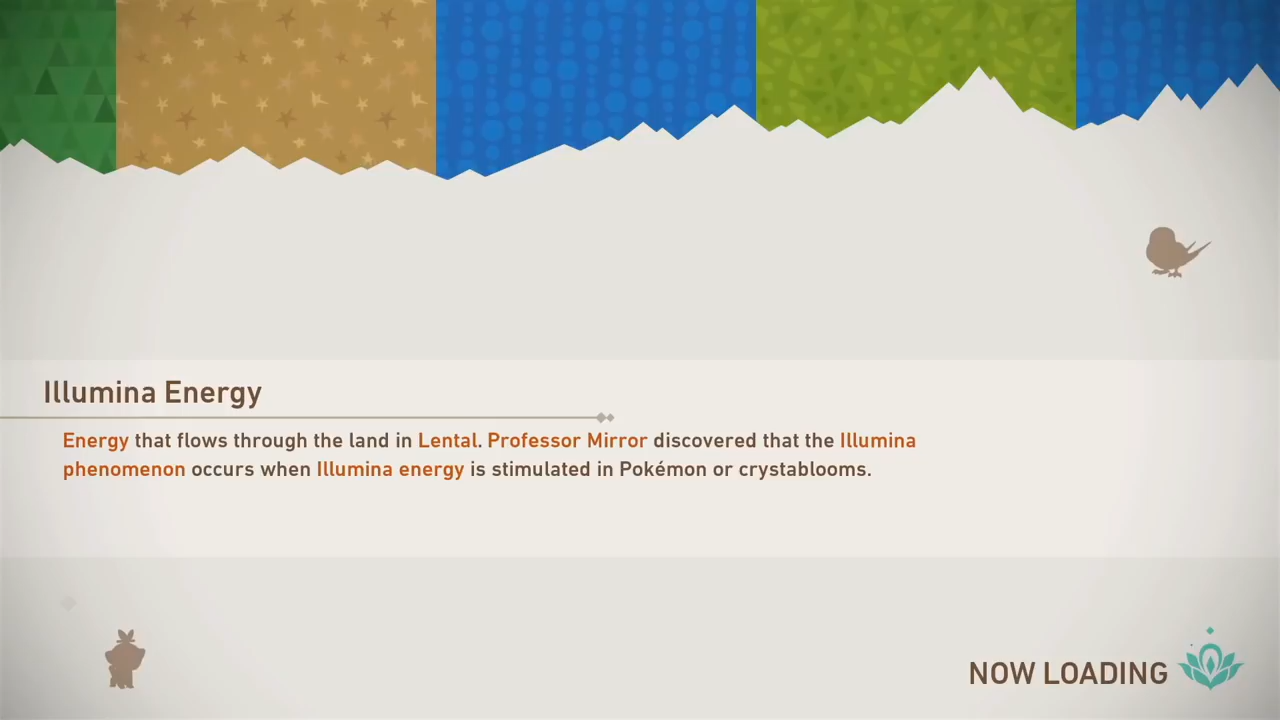 Illumina Energy
Energy that flows through the land in Lental. Professor Mirror discovered that the Illumina
phenomenon occurs when Illumina energy is stimulated in Pokémon or crystablooms.
NOW LOADING